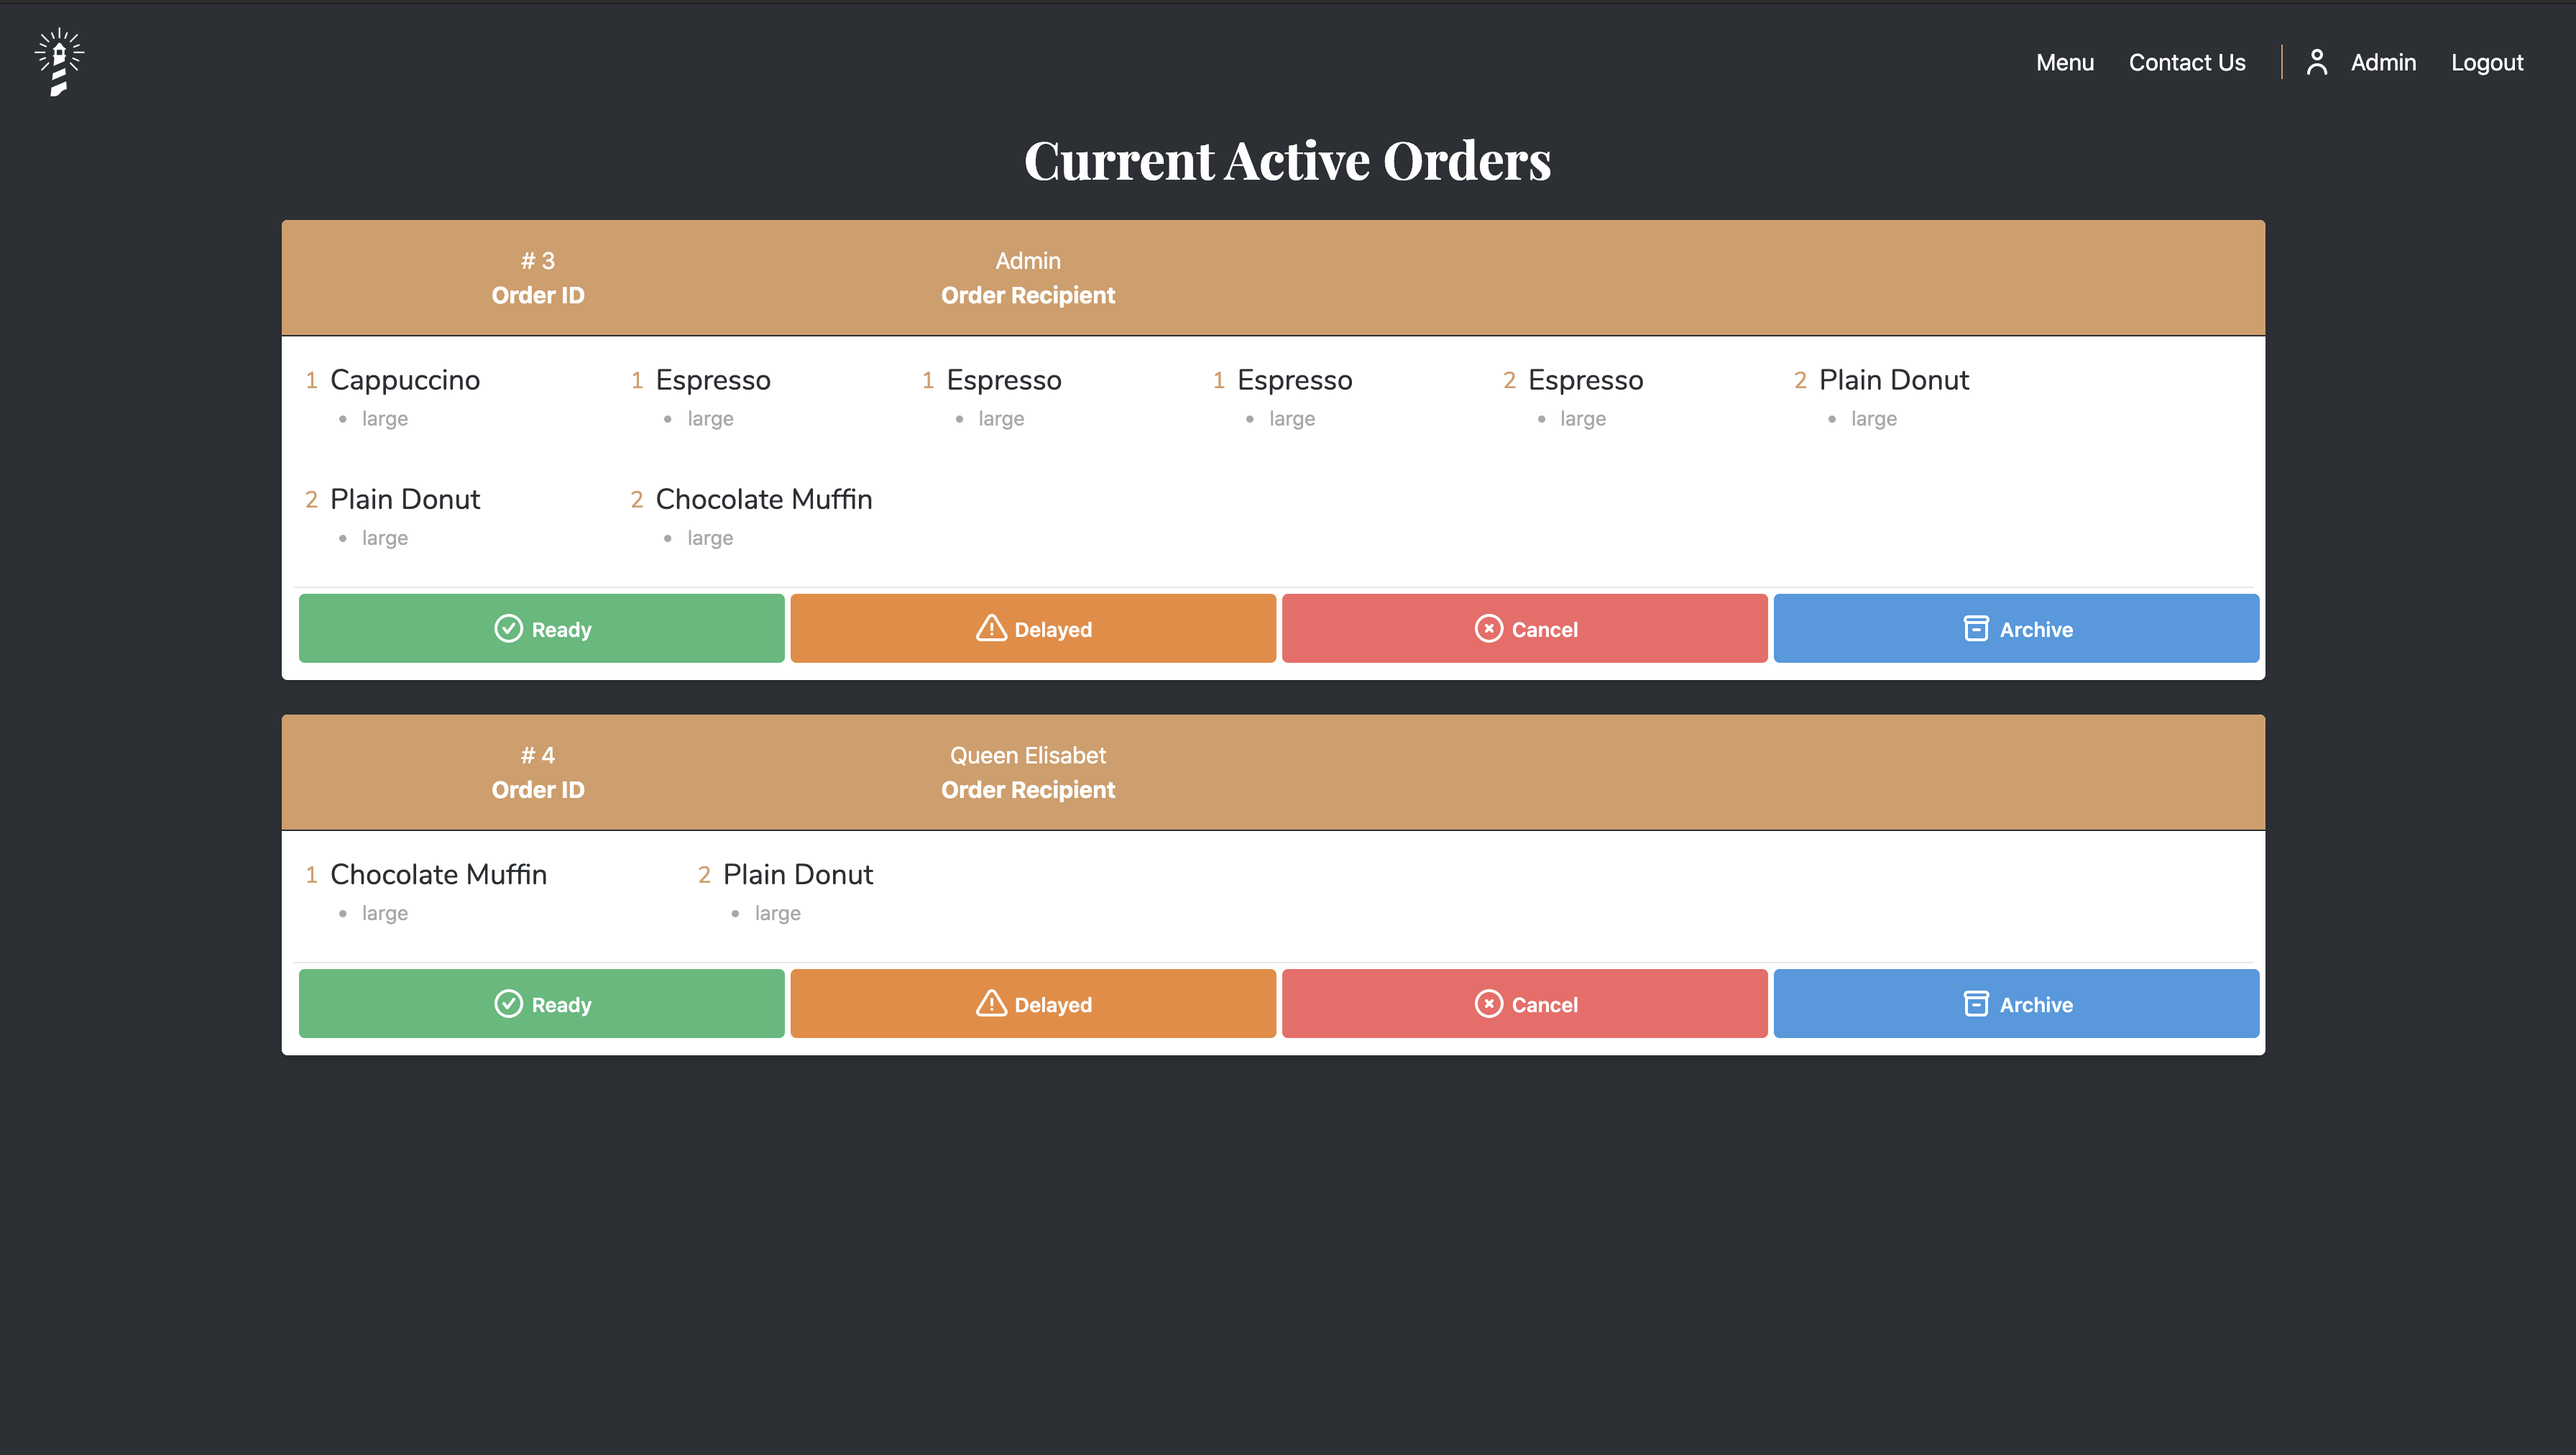 Menu Contact Us Admin Logout
Current Active Orders
# 3 Admin
Order ID Order Recipient
1 Cappuccino 1 Espresso 1 Espresso 1 Espresso 2 Espresso 2 Plain Donut
• large • large • large • large • large • large
2 Plain Donut 2 Chocolate Muffin
• large • large
Ready Delayed Cancel Archive
# 4 Queen Elisabet
Order ID Order Recipient
1 Chocolate Muffin 2 Plain Donut
• large • large
Ready Delayed Cancel Archive